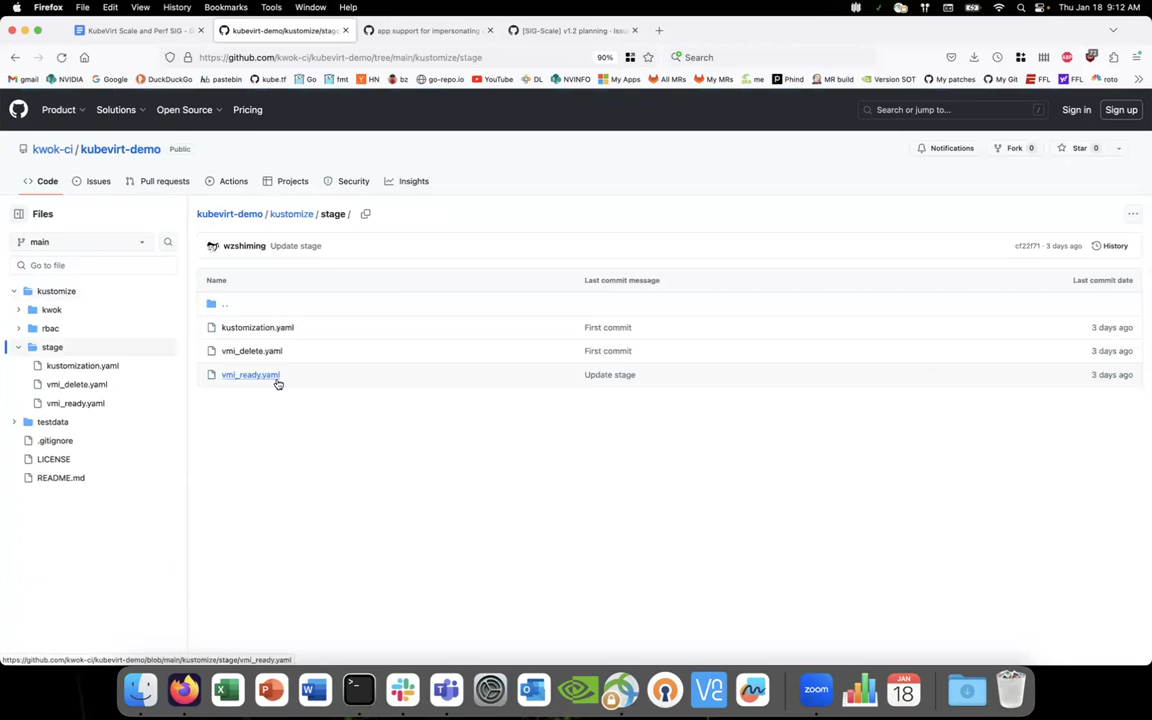 Firefox File Edit View History Bookmarks Tools Window Help Thu Jan 18 9:12 AM
KubeVirt Scale and Perf SIG - G kubevirt-demo/kustomize/stage app support for impersonating [SIG-Scale] v1.2 planning · Issu
https://github.com/kwok-ci/kubevirt-demo/tree/main/kustomize/stage 90% Search
gmail NVIDIA Google DuckDuckGo pastebin kube.tf Go fmt HN bz go-repo.io YouTube DL NVINFO My Apps All MRs My MRs me Phind MR build Version SOT My patches My Git FFL FFL roto
Product Solutions Open Source Pricing Search or jump to... / Sign in Sign up
kwok-ci / kubevirt-demo Public Notifications Fork 0 Star 0
Code Issues Pull requests Actions Projects Security Insights
Files kubevirt-demo / kustomize / stage /
main
wzshiming Update stage cf22f71 · 3 days ago History
Go to file
Name Last commit message Last commit date
kustomize
. .
kwok
kustomization.yaml First commit 3 days ago
rbac
stage
vmi_delete.yaml First commit 3 days ago
kustomization.yaml
vmi_ready.yaml Update stage 3 days ago
vmi_delete.yaml
vmi_ready.yaml
testdata
.gitignore
LICENSE
README.md
https://github.com/kwok-ci/kubevirt-demo/blob/main/kustomize/stage/vmi_ready.yaml
zoom JAN
18